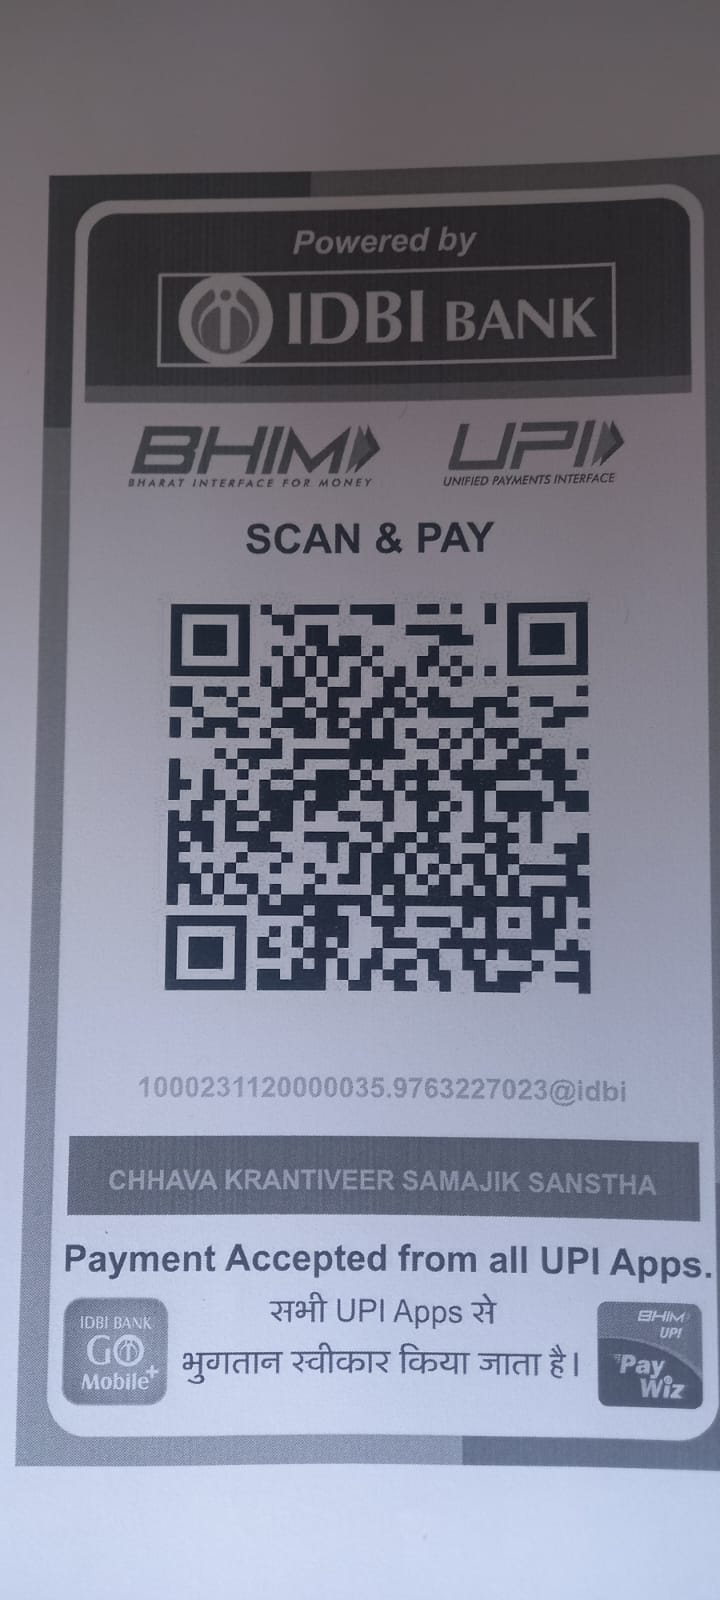 Powered by
IDBI BANK
BHIM UPI
BHARAT INTERFACE FOR MONEY UNIFIED PAYMENTS INTERFACE
SCAN & PAY
1000231120000035.9763227023@idbi
CHHAVA KRANTIVEER SAMAJIK SANSTHA
Payment Accepted from all UPI Apps.
सभी UPI Apps से
भुगतान स्वीकार किया जाता है।
IDBI BANK
GO
Mobile+
BHIM
UPI
Pay
Wiz